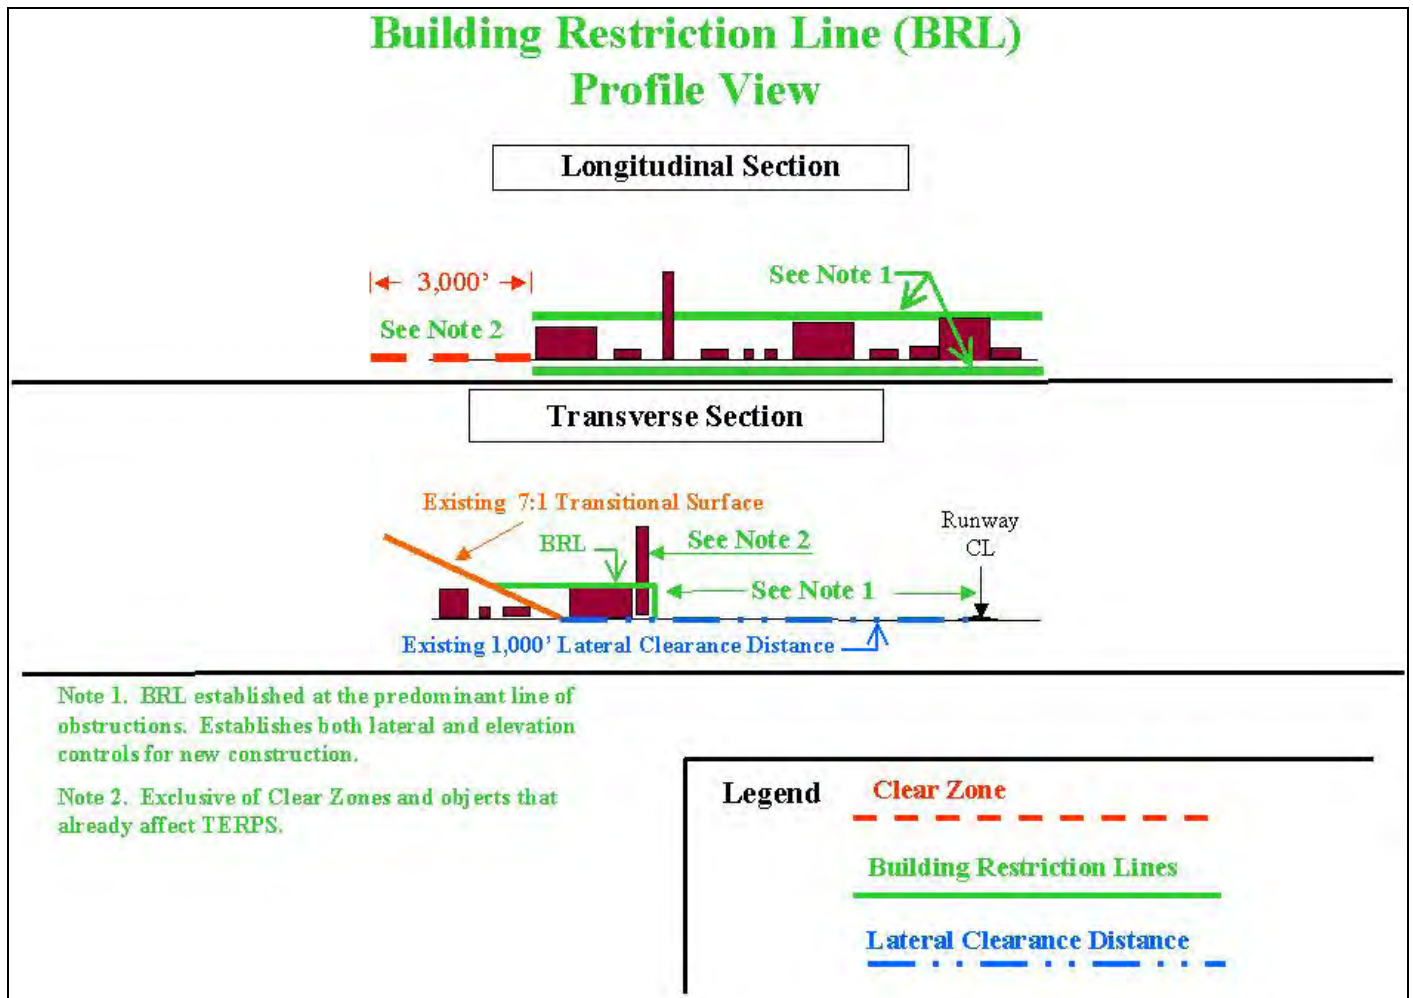 Building Restriction Line (BRL)
Profile View
Longitudinal Section
3,000’
See Note 1
See Note 2
Transverse Section
Existing 7:1 Transitional Surface
BRL
See Note 2
Runway
CL
See Note 1
Existing 1,000’ Lateral Clearance Distance
Note 1. BRL established at the predominant line of
obstructions. Establishes both lateral and elevation
controls for new construction.
Note 2. Exclusive of Clear Zones and objects that
already affect TERPS.
Legend
Clear Zone
Building Restriction Lines
Lateral Clearance Distance